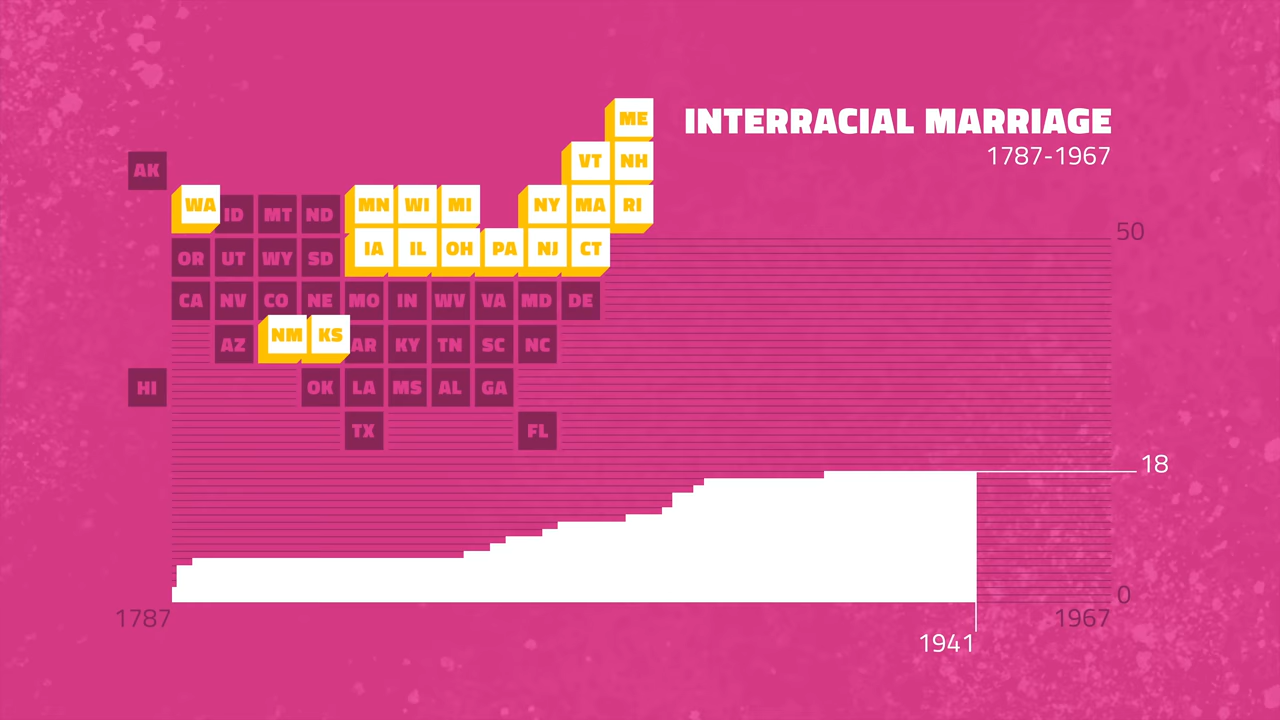 INTERRACIAL MARRIAGE
1787-1967
ME
VT NH
AK
WA ID MT ND MN WI MI NY MA RI
50
OR UT WY SD IA IL OH PA NJ CT
CA NV CO NE MO IN WV VA MD DE
AZ NM KS AR KY TN SC NC
HI OK LA MS AL GA
TX FL
18
0
1787 1967
1941